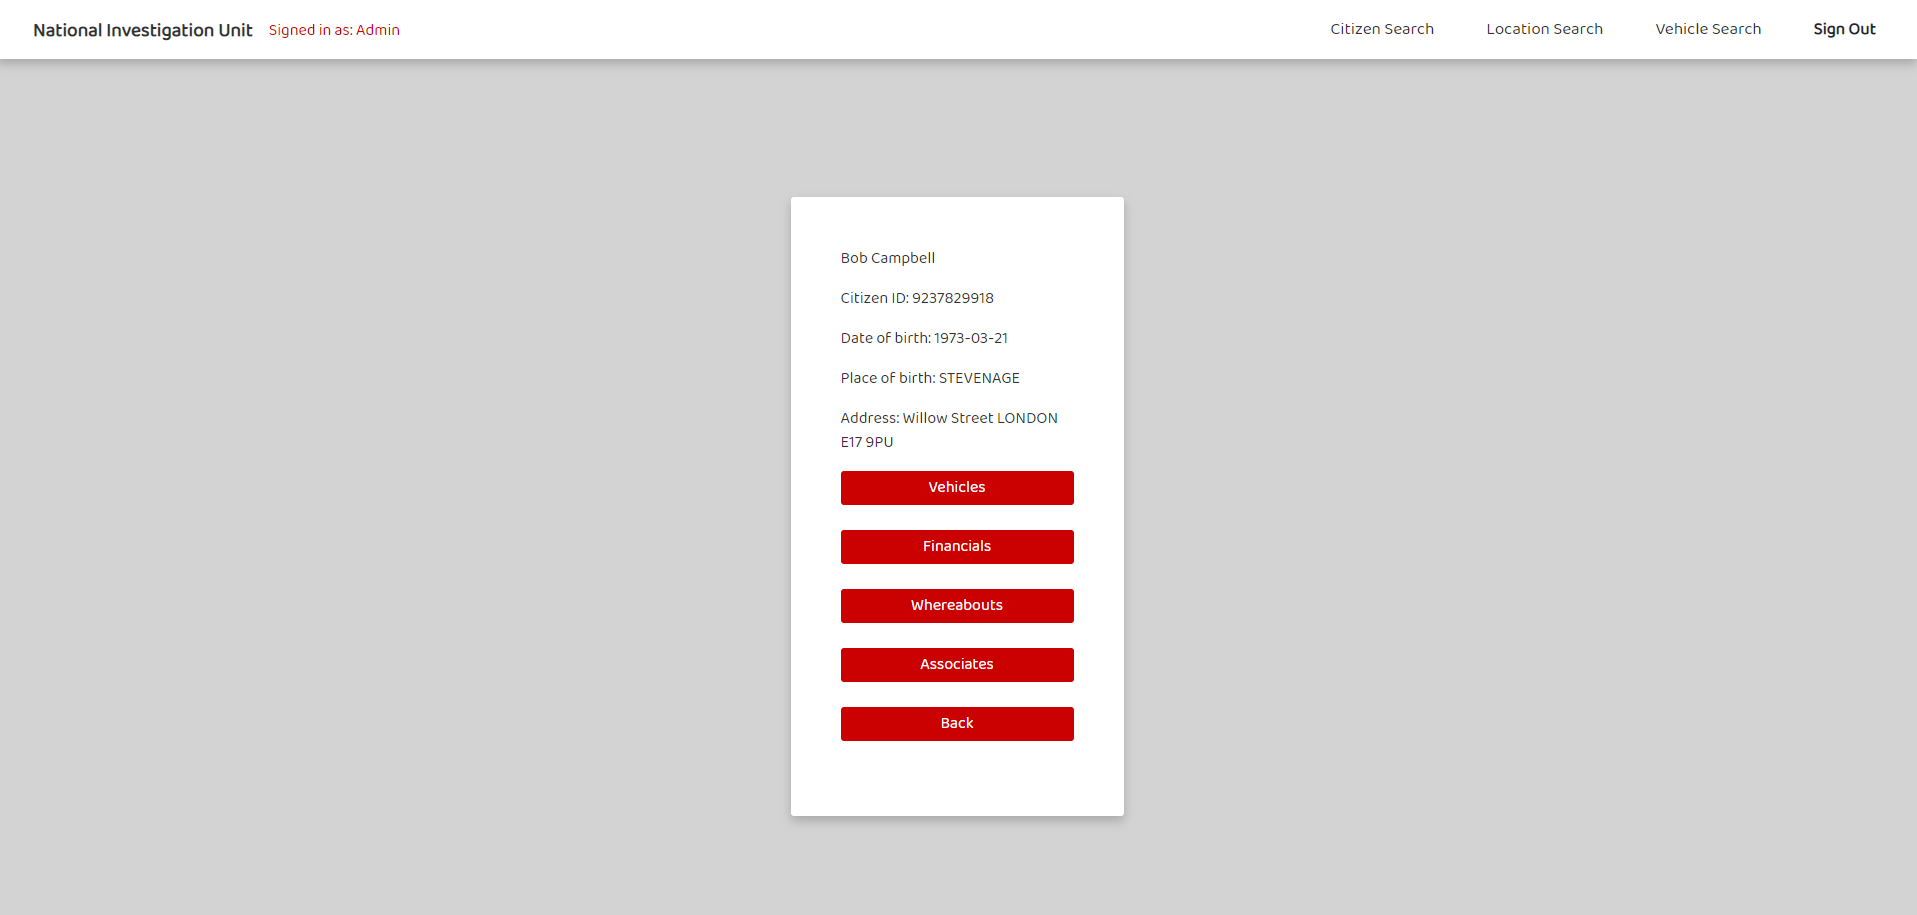 National Investigation Unit Signed in as: Admin Citizen Search Location Search Vehicle Search Sign Out
Bob Campbell
Citizen ID: 9237829918
Date of birth: 1973-03-21
Place of birth: STEVENAGE
Address: Willow Street LONDON
E17 9PU
Vehicles
Financials
Whereabouts
Associates
Back